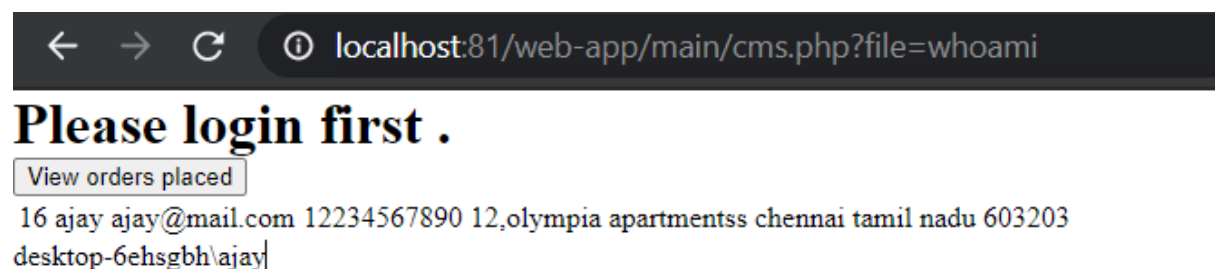 localhost:81/web-app/main/cms.php?file=whoami
Please login first .
View orders placed
16 ajay ajay@mail.com 12234567890 12,olympia apartmentss chennai tamil nadu 603203
desktop-6ehsgbh\ajay